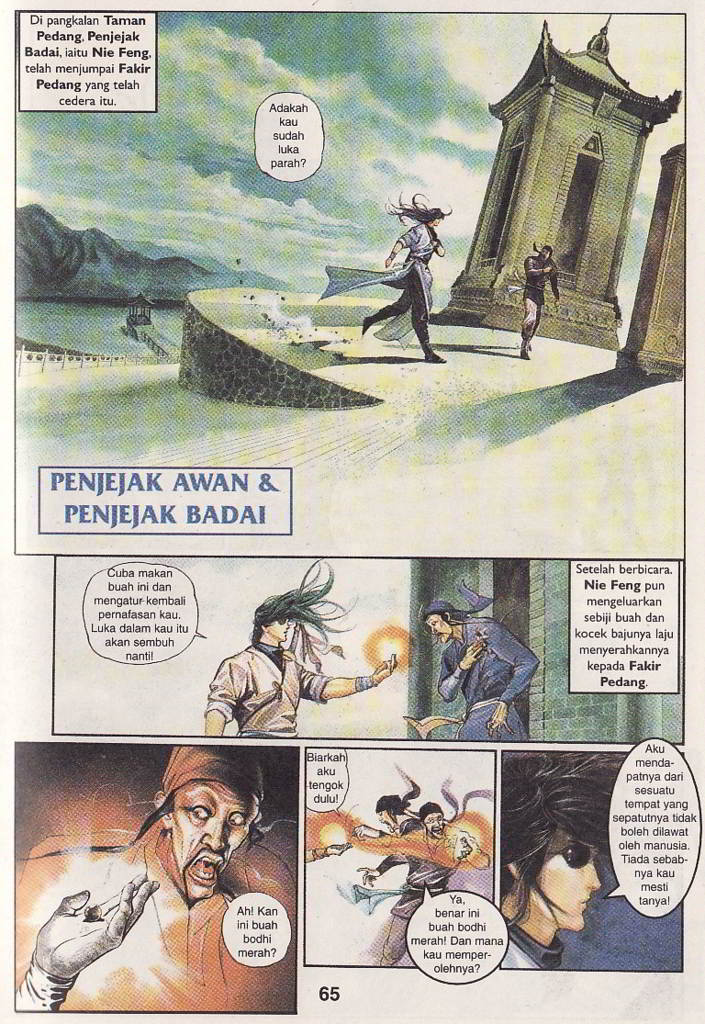 Di pangkalan Taman
Pedang, Penjejak
Badai, iaitu Nie Feng,
telah menjumpai Fakir
Pedang yang telah
cedera itu.
Adakah
kau
sudah
luka
parah?
PENJEJAK AWAN &
PENJEJAK BADAI
Cuba makan
buah ini dan
mengatur kembali
pernafasan kau.
Luka dalam kau itu
akan sembuh
nanti!
Setelah berbicara.
Nie Feng pun
mengeluarkan
sebiji buah dan
kocek bajunya laju
menyerahkannya
kepada Fakir
Pedang.
Ah! Kan
ini buah
bodhi
merah?
Biarkah
aku
tengok
dulu!
Ya,
benar ini
buah bodhi
merah! Dan mana
kau memper-
olehnya?
Aku
menda-
patnya dari
sesuatu
tempat yang
sepatutnya tidak
boleh dilawat
oleh manusia.
Tiada sebab-
nya kau
mesti
tanya!
65